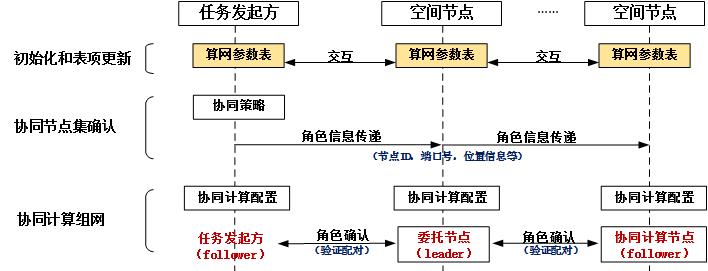 任务发起方 空间节点 …… 空间节点
初始化和表项更新 算网参数表 交互 算网参数表 交互 算网参数表
协同策略
协同节点集确认 角色信息传递 角色信息传递
（节点ID，端口号，位置信息等）
协同计算配置 协同计算配置 协同计算配置
协同计算组网
任务发起方 角色确认 委托节点 角色确认 协同计算节点
（follower） （验证配对） （leader） （验证配对） （follower）